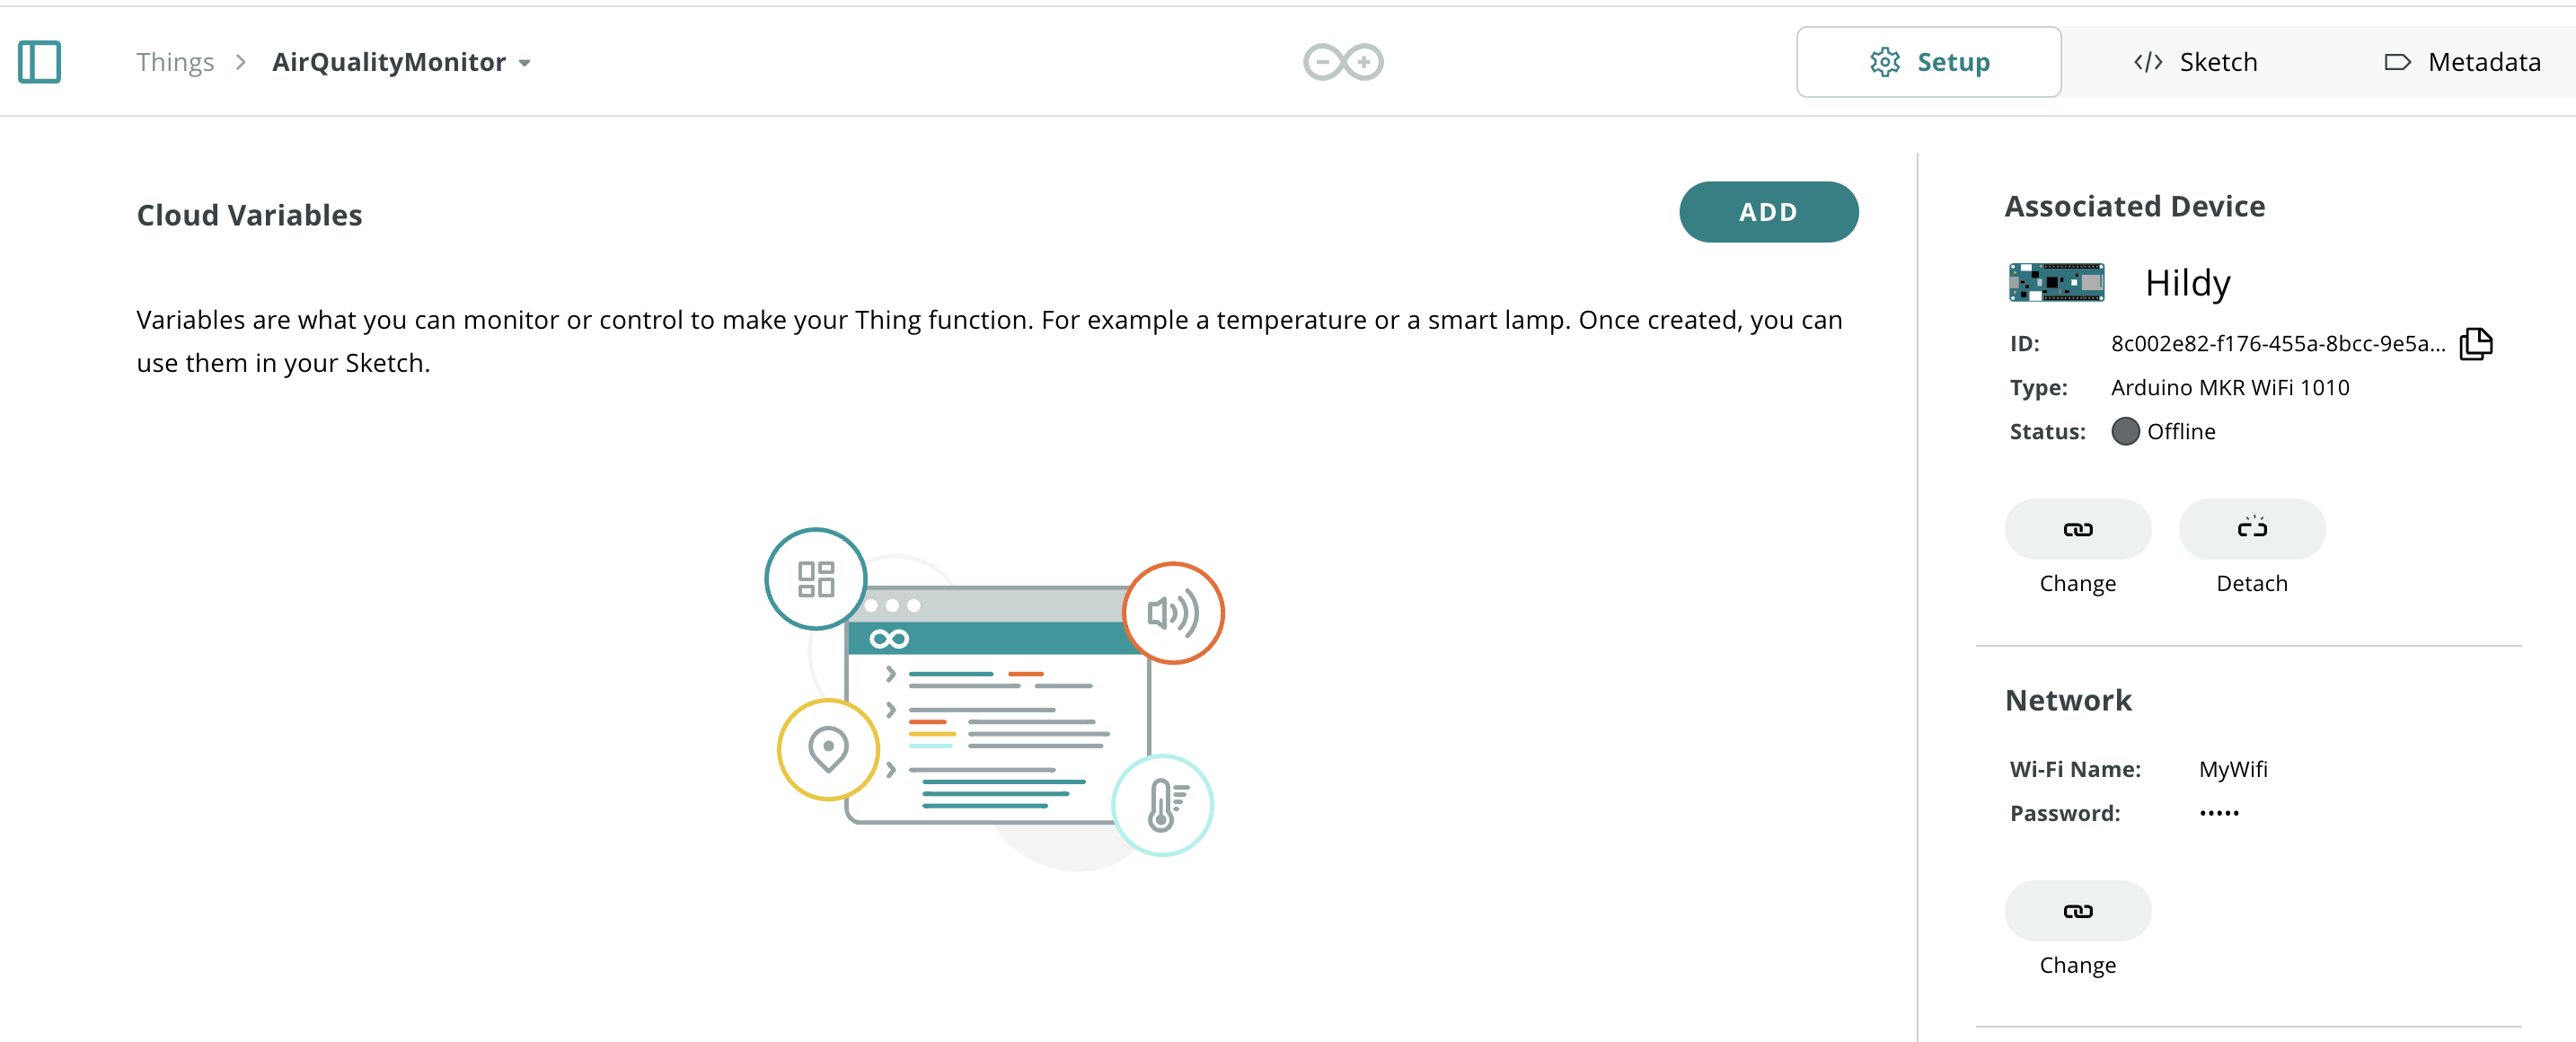 Things > AirQualityMonitor
Setup
</> Sketch
Metadata
Cloud Variables
ADD
Variables are what you can monitor or control to make your Thing function. For example a temperature or a smart lamp. Once created, you can
use them in your Sketch.
Associated Device
Hildy
ID: 8c002e82-f176-455a-8bcc-9e5a...
Type: Arduino MKR WiFi 1010
Status: Offline
Change
Detach
Network
Wi-Fi Name: MyWifi
Password: •••••
Change